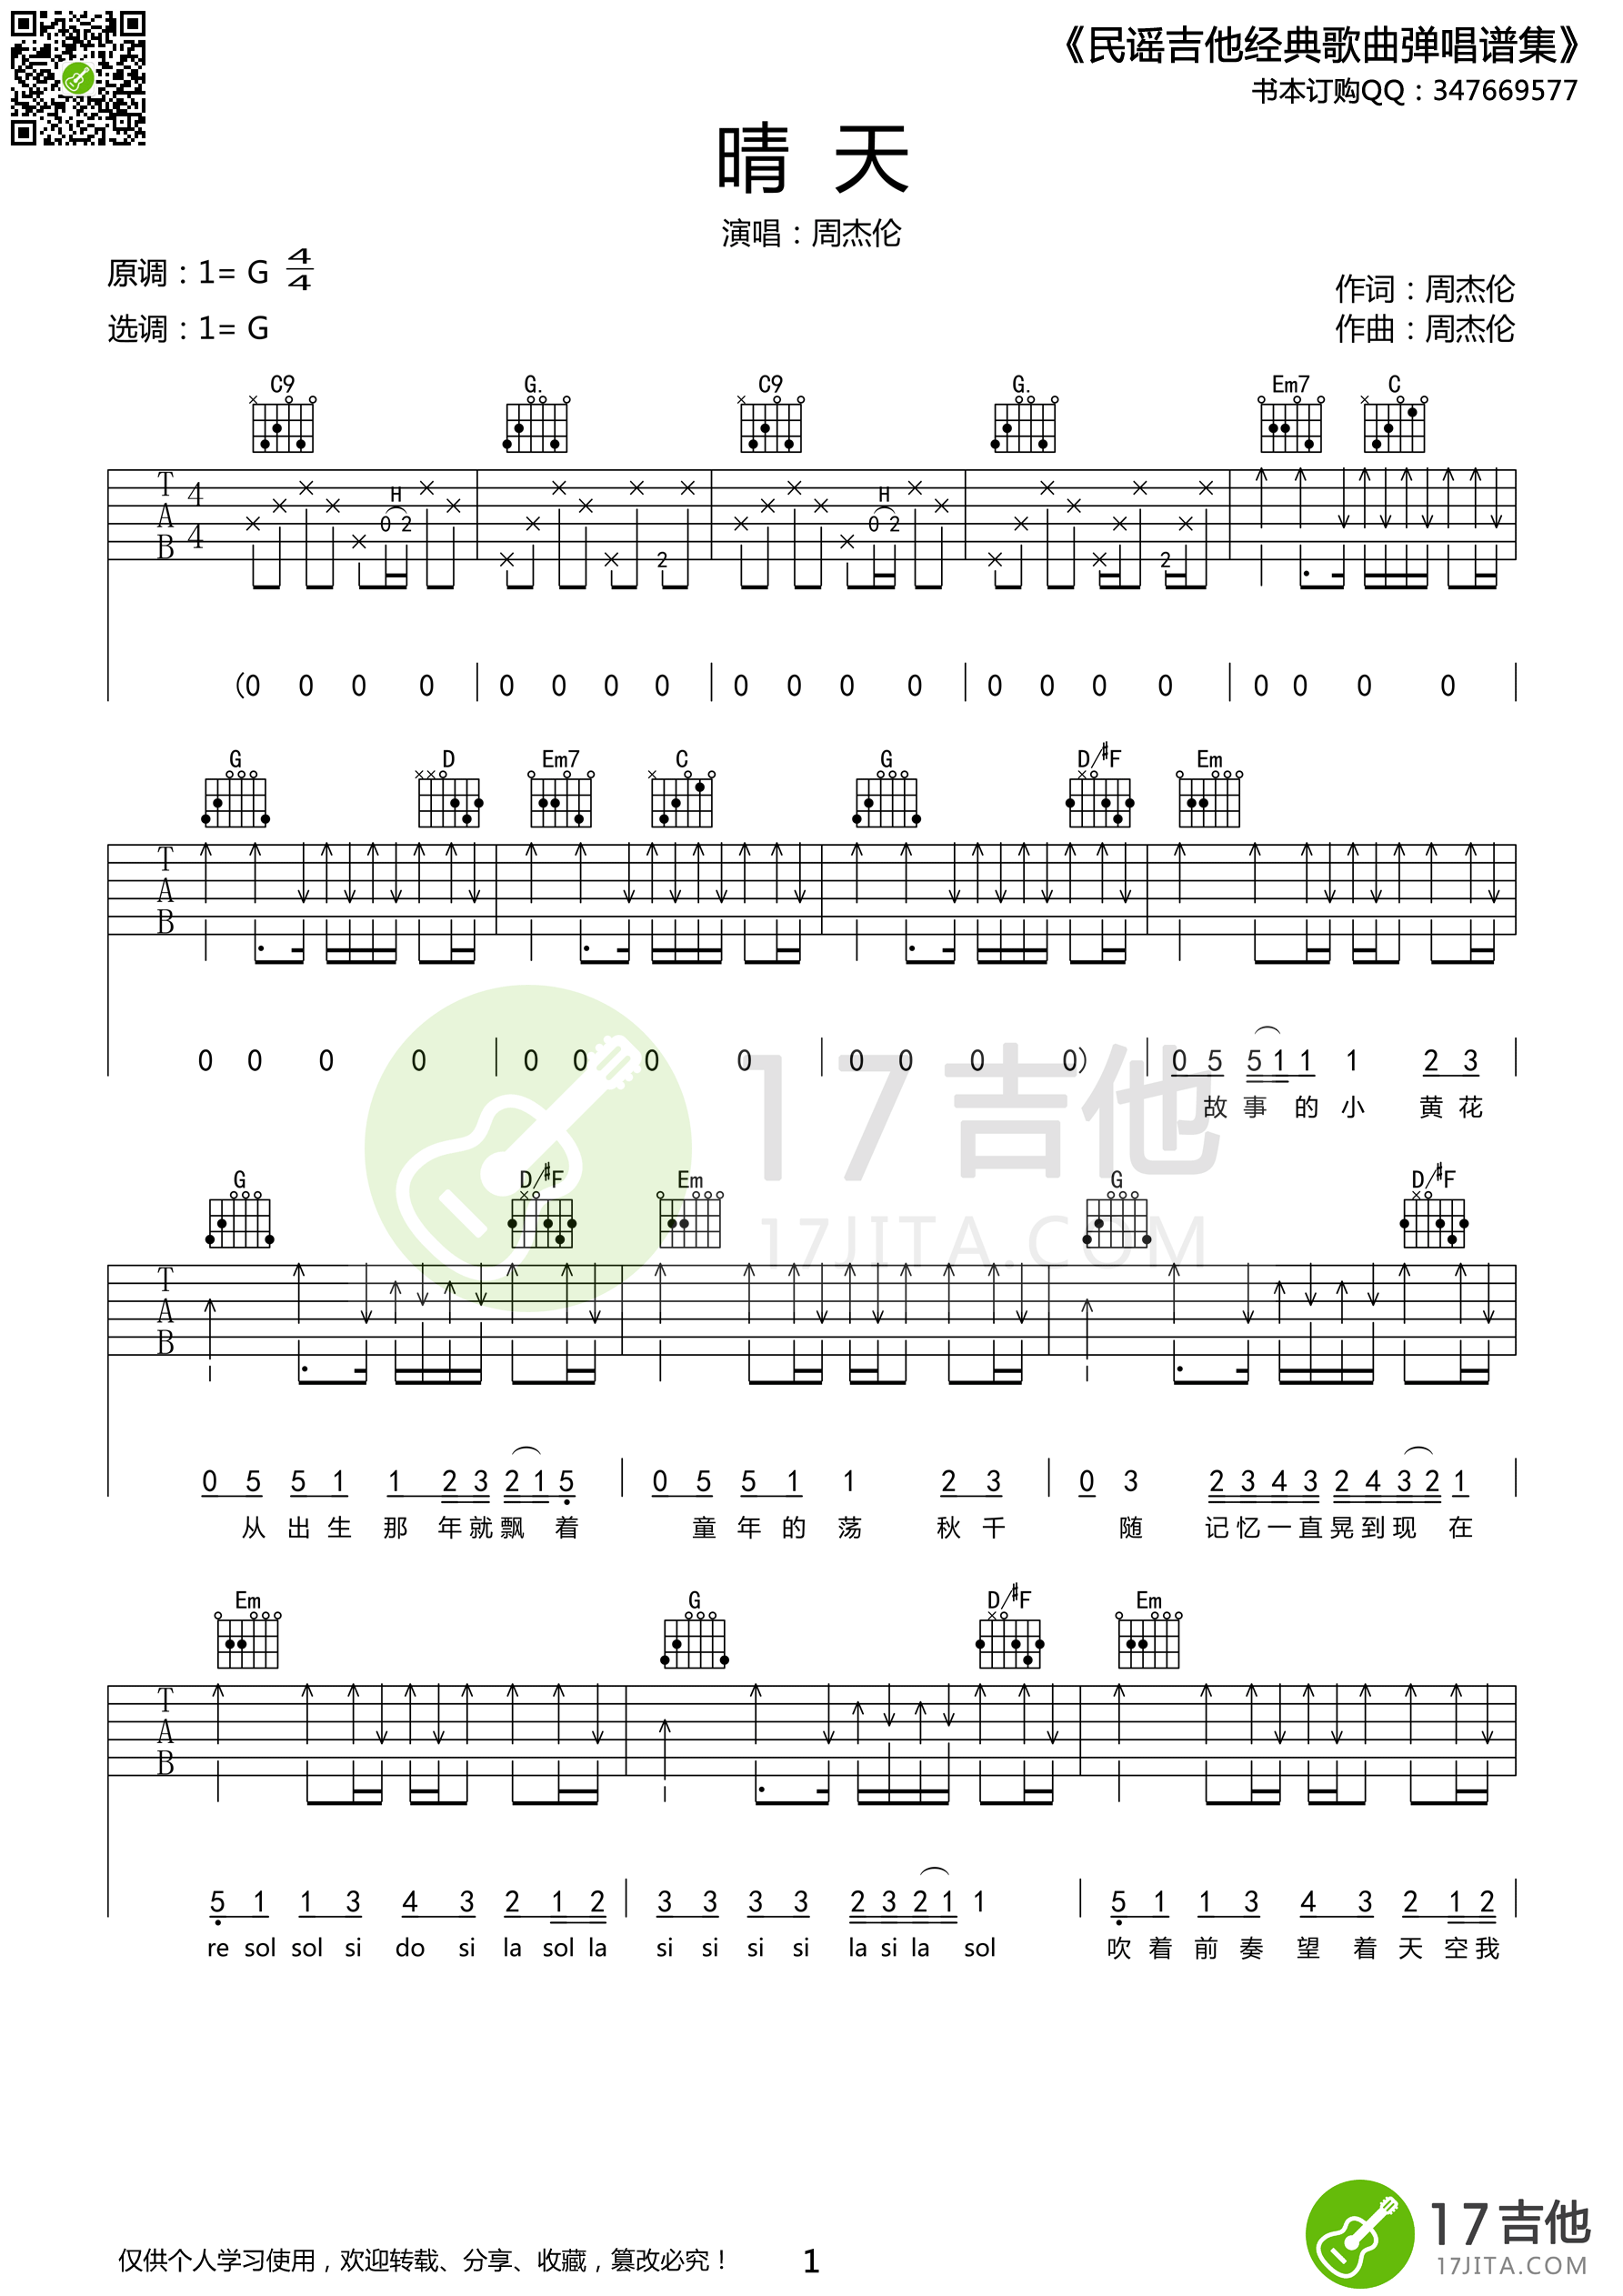 《民谣吉他经典歌曲弹唱谱集》
书本订购QQ：347669577
晴 天
演唱：周杰伦
原调：1= G 4/4
选调：1= G
作词：周杰伦
作曲：周杰伦
C9 G. C9 G. Em7 C
T A B 4 4 H 0 2 2 H 0 2 2
(0 0 0 0 | 0 0 0 0 | 0 0 0 0 | 0 0 0 0 | 0 0 0 0 |
G D Em7 C G D/#F Em
T A B
0 0 0 0 | 0 0 0 0 | 0 0 0 0) | 0 5 5 1 1 1 2 3 |
故 事 的 小 黄 花
17吉他
17JITA.COM
G D/#F Em G D/#F
T A B
0 5 5 1 1 2 3 2 1 5 | 0 5 5 1 1 2 3 | 0 3 2 3 4 3 2 4 3 2 1 |
从 出 生 那 年 就 飘 着 童 年 的 荡 秋 千 随 记 忆 一 直 晃 到 现 在
Em G D/#F Em
T A B
5 1 1 3 4 3 2 1 2 | 3 3 3 3 2 3 2 1 1 | 5 1 1 3 4 3 2 1 2 |
re sol sol si do si la sol la si si si si la si la sol 吹 着 前 奏 望 着 天 空 我
仅供个人学习使用，欢迎转载、分享、收藏，篡改必究！
1
17吉他
17JITA.COM